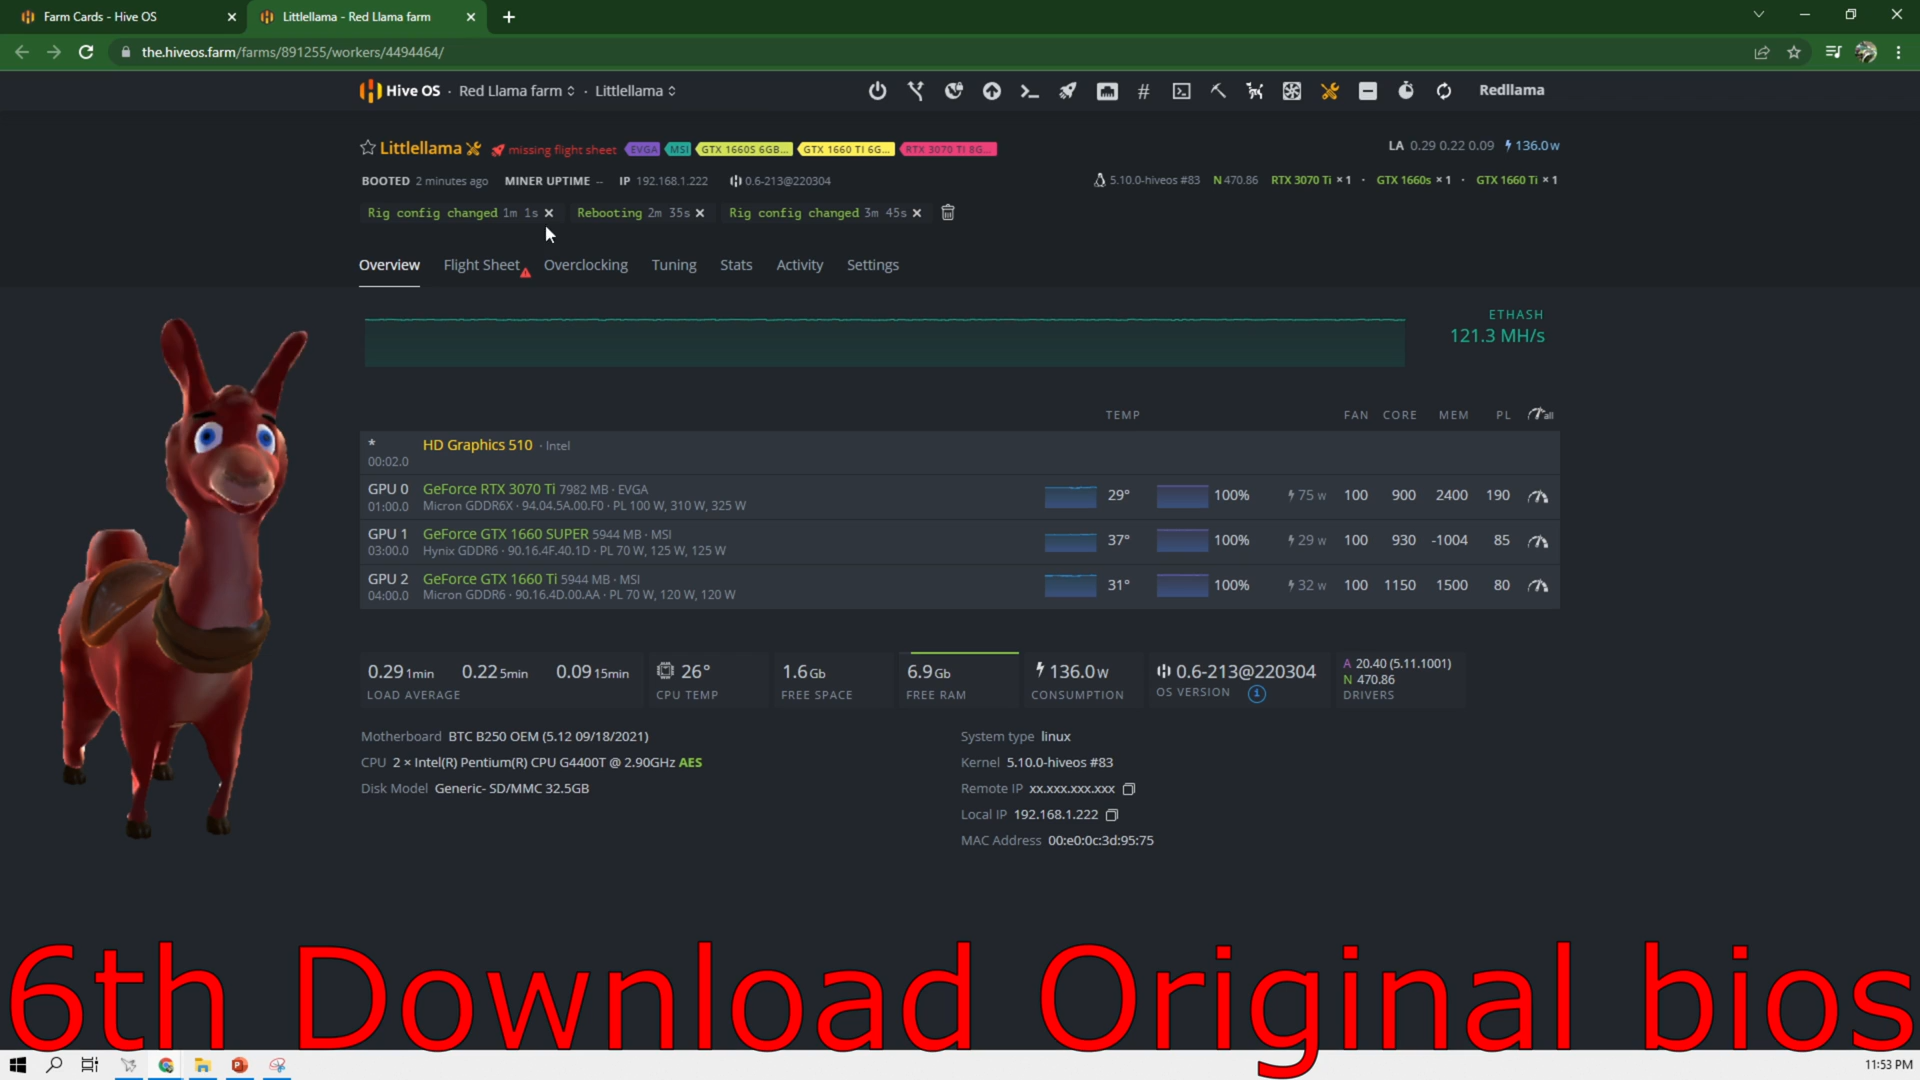 Farm Cards - Hive OS
Littlellama - Red Llama farm
the.hiveos.farm/farms/891255/workers/4494464/
Hive OS · Red Llama farm · Littlellama
Redllama
Littlellama missing flight sheet EVGA MSI GTX 1660S 6GB... GTX 1660 TI 6G... RTX 3070 TI 8G...
LA 0.29 0.22 0.09 136.0 w
BOOTED 2 minutes ago MINER UPTIME -- IP 192.168.1.222 0.6-213@220304
5.10.0-hiveos #83 N 470.86 RTX 3070 Ti × 1 · GTX 1660s × 1 · GTX 1660 Ti × 1
Rig config changed 1m 1s × Rebooting 2m 35s × Rig config changed 3m 45s ×
Overview Flight Sheet Overclocking Tuning Stats Activity Settings
ETHASH
121.3 MH/s
TEMP FAN CORE MEM PL all
* HD Graphics 510 · Intel
00:02.0
GPU 0 GeForce RTX 3070 Ti 7982 MB · EVGA
01:00.0 Micron GDDR6X · 94.04.5A.00.F0 · PL 100 W, 310 W, 325 W
29° 100% 75 w 100 900 2400 190
GPU 1 GeForce GTX 1660 SUPER 5944 MB · MSI
03:00.0 Hynix GDDR6 · 90.16.4F.40.1D · PL 70 W, 125 W, 125 W
37° 100% 29 w 100 930 -1004 85
GPU 2 GeForce GTX 1660 Ti 5944 MB · MSI
04:00.0 Micron GDDR6 · 90.16.4D.00.AA · PL 70 W, 120 W, 120 W
31° 100% 32 w 100 1150 1500 80
0.29 1min 0.22 5min 0.09 15min
LOAD AVERAGE
26°
CPU TEMP
1.6 Gb
FREE SPACE
6.9 Gb
FREE RAM
136.0 w
CONSUMPTION
0.6-213@220304
OS VERSION
A 20.40 (5.11.1001)
N 470.86
DRIVERS
Motherboard BTC B250 OEM (5.12 09/18/2021)
CPU 2 × Intel(R) Pentium(R) CPU G4400T @ 2.90GHz AES
Disk Model Generic- SD/MMC 32.5GB
System type linux
Kernel 5.10.0-hiveos #83
Remote IP xx.xxx.xxx.xxx
Local IP 192.168.1.222
MAC Address 00:e0:0c:3d:95:75
6th Download Original bios
11:53 PM